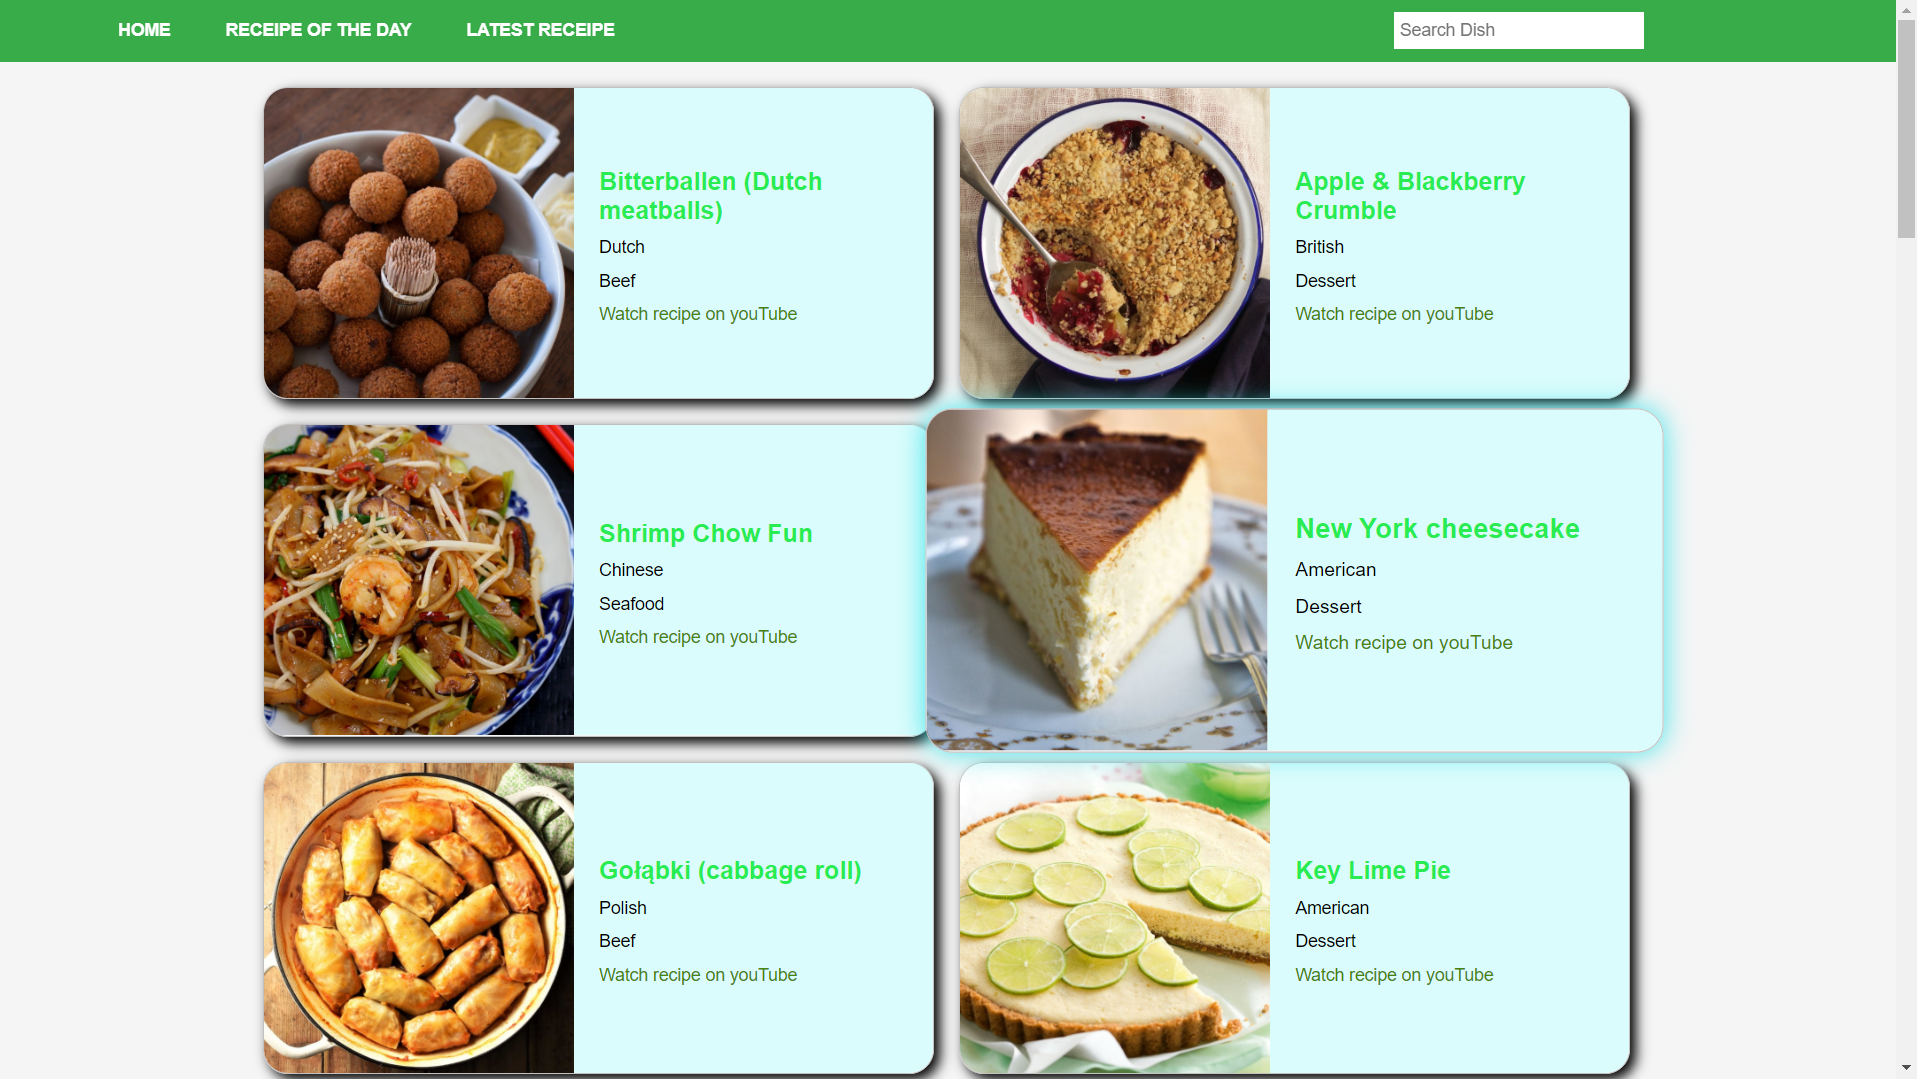 HOME
RECEIPE OF THE DAY
LATEST RECEIPE
Search Dish
Bitterballen (Dutch
meatballs)
Dutch
Beef
Watch recipe on youTube
Apple & Blackberry
Crumble
British
Dessert
Watch recipe on youTube
Shrimp Chow Fun
Chinese
Seafood
Watch recipe on youTube
New York cheesecake
American
Dessert
Watch recipe on youTube
Gołąbki (cabbage roll)
Polish
Beef
Watch recipe on youTube
Key Lime Pie
American
Dessert
Watch recipe on youTube